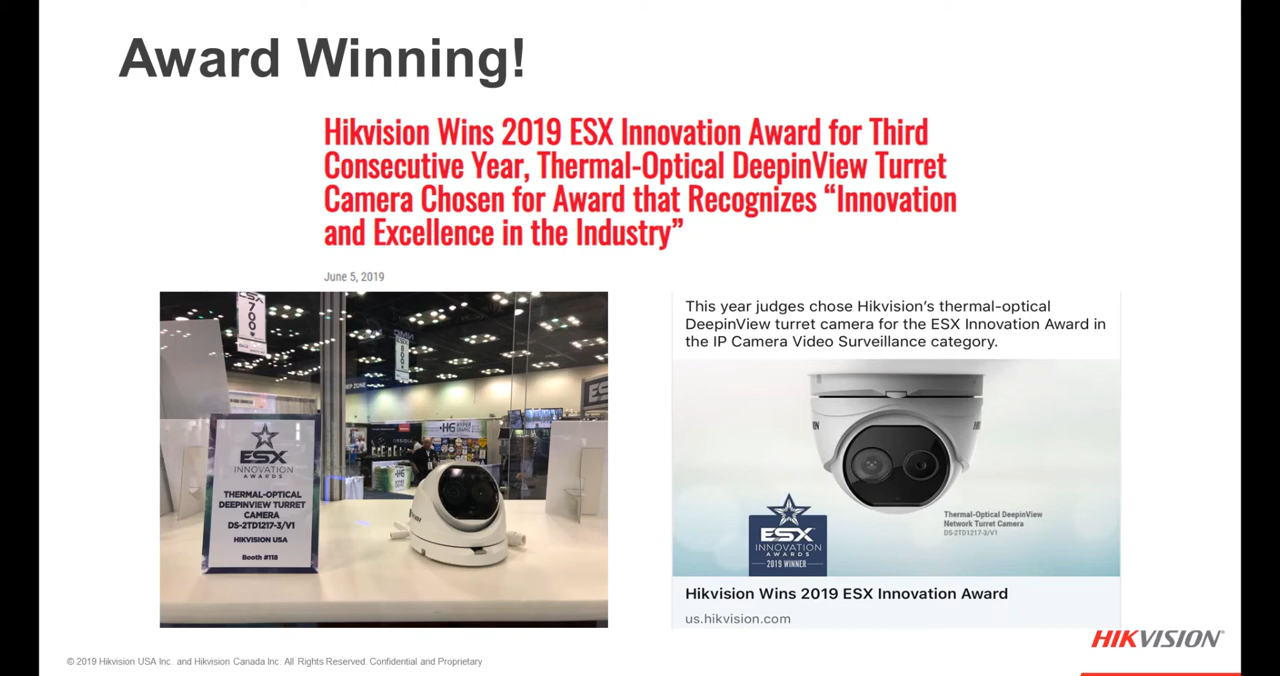 Award Winning!
Hikvision Wins 2019 ESX Innovation Award for Third
Consecutive Year, Thermal-Optical DeepinView Turret
Camera Chosen for Award that Recognizes “Innovation
and Excellence in the Industry”
June 5, 2019
700
800
ESX
INNOVATION
AWARDS
THERMAL-OPTICAL
DEEPINVIEW TURRET
CAMERA
DS-2TD1217-3/V1
HIKVISION USA
Booth #118
This year judges chose Hikvision’s thermal-optical
DeepinView turret camera for the ESX Innovation Award in
the IP Camera Video Surveillance category.
Thermal-Optical DeepinView
Network Turret Camera
DS-2TD1217-3/V1
ESX
INNOVATION
AWARDS
2019 WINNER
Hikvision Wins 2019 ESX Innovation Award
us.hikvision.com
HIKVISION
© 2019 Hikvision USA Inc. and Hikvision Canada Inc. All Rights Reserved. Confidential and Proprietary